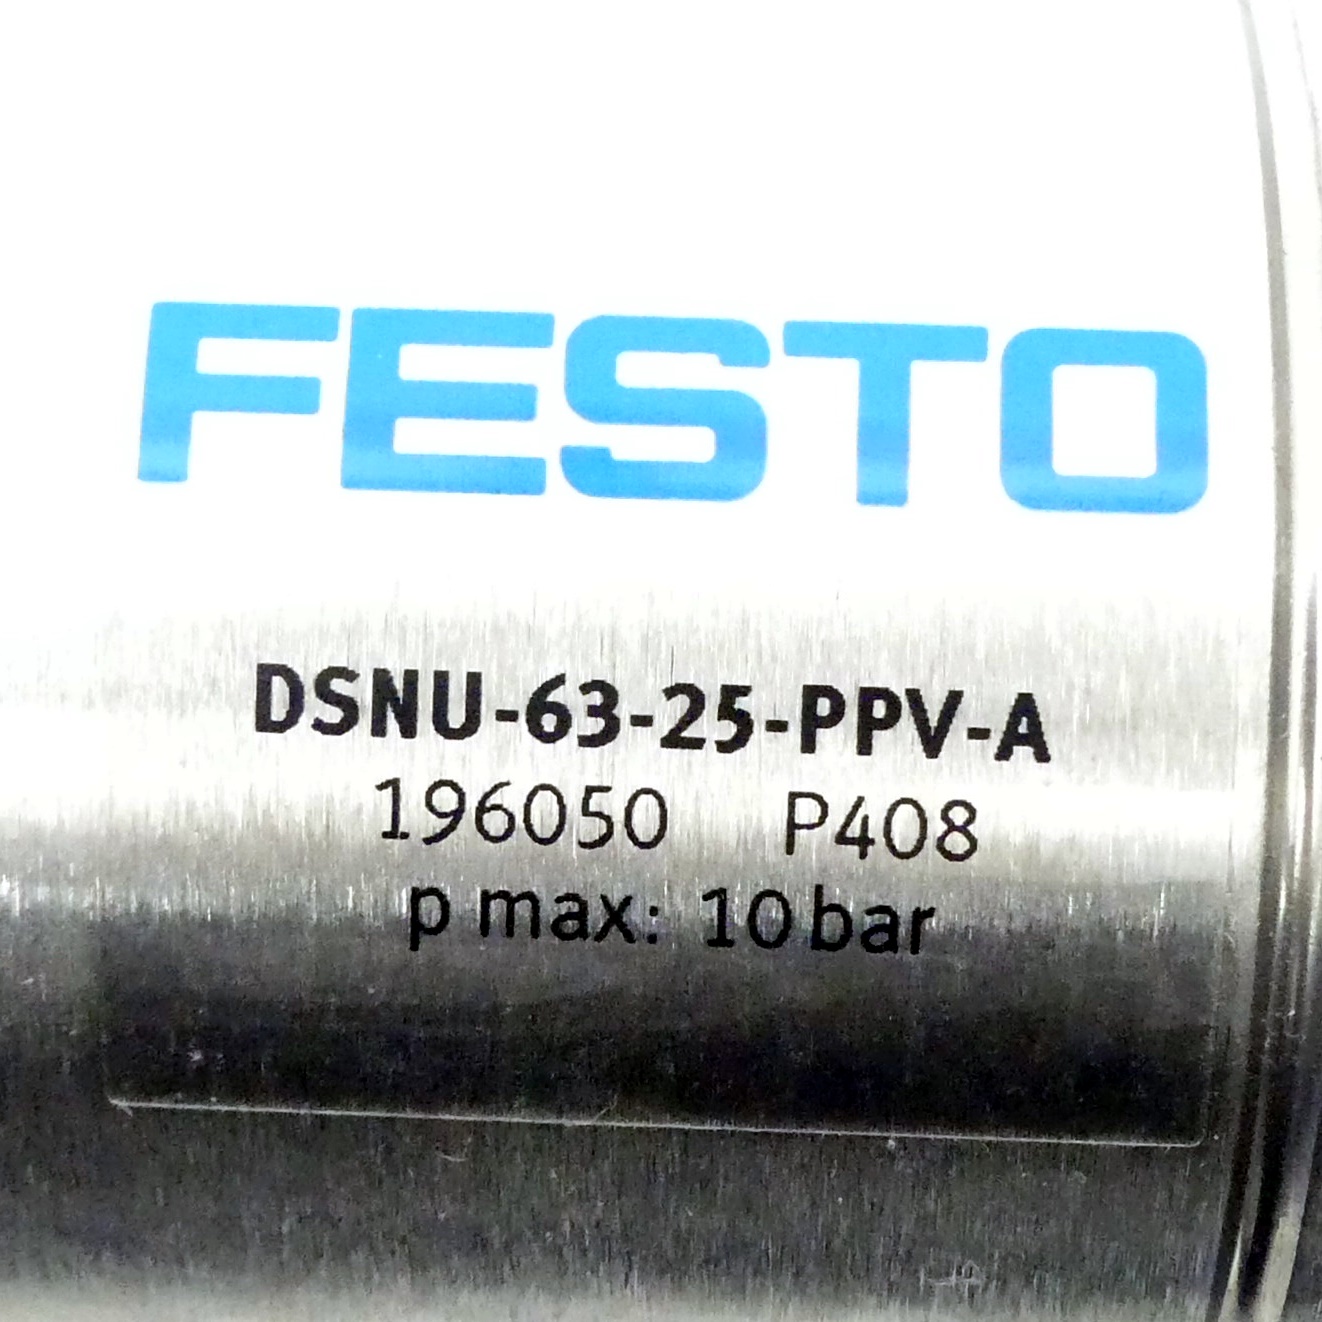 FESTO
DSNU-63-25-PPV-A
196050 P408
p max: 10 bar